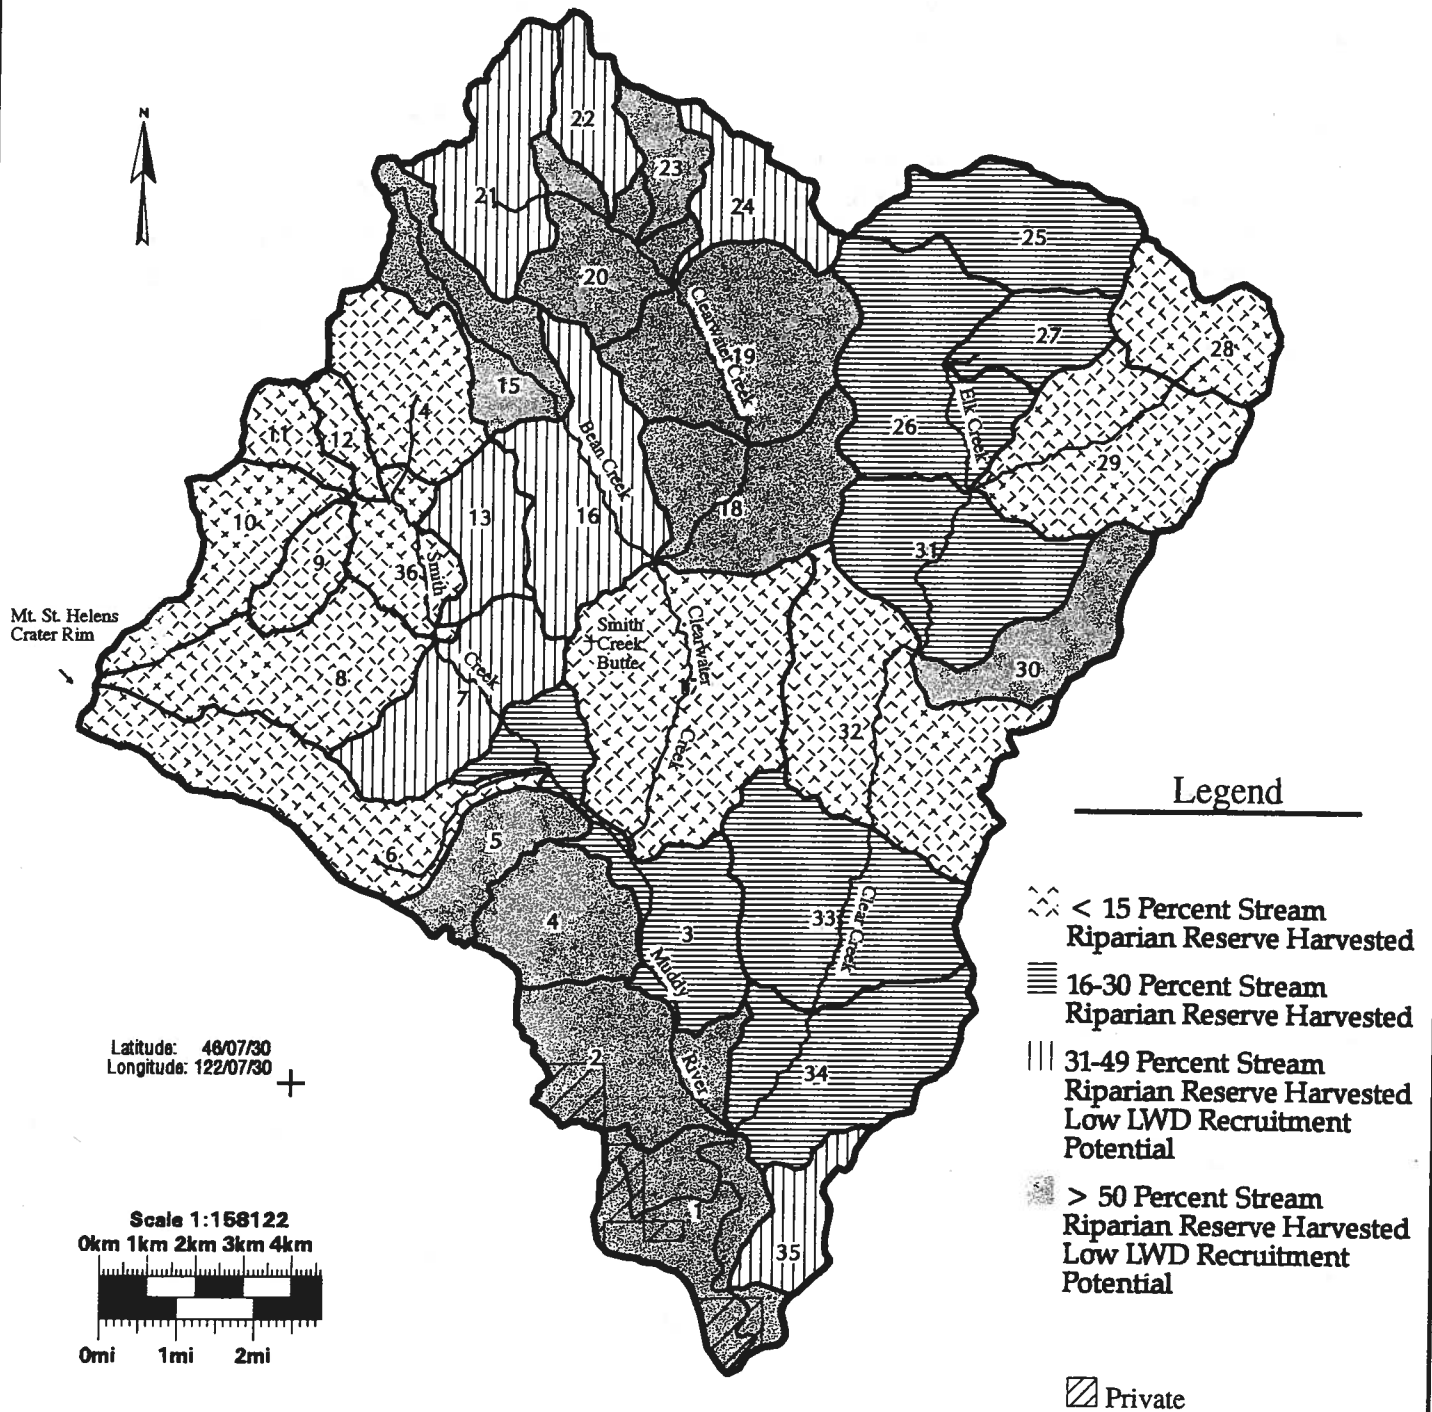 N
22
23
21
24
25
20
27
Clearwater Creek
19
28
15
4
Elk Creek
11
12
26
Bean Creek
29
10
13
16
18
31
9
36
Smith
Mt. St. Helens
Crater Rim
Smith
Creek
Butte
Clearwater
30
8
Creek
7
32
Creek
Legend
5
6
< 15 Percent Stream
Riparian Reserve Harvested
4
3
33
Clear Creek
Muddy
16-30 Percent Stream
Riparian Reserve Harvested
Latitude: 46/07/30
Longitude: 122/07/30
2
River
34
31-49 Percent Stream
Riparian Reserve Harvested
Low LWD Recruitment
Potential
1
35
> 50 Percent Stream
Riparian Reserve Harvested
Low LWD Recruitment
Potential
Scale 1:158122
0km 1km 2km 3km 4km
0mi 1mi 2mi
Private